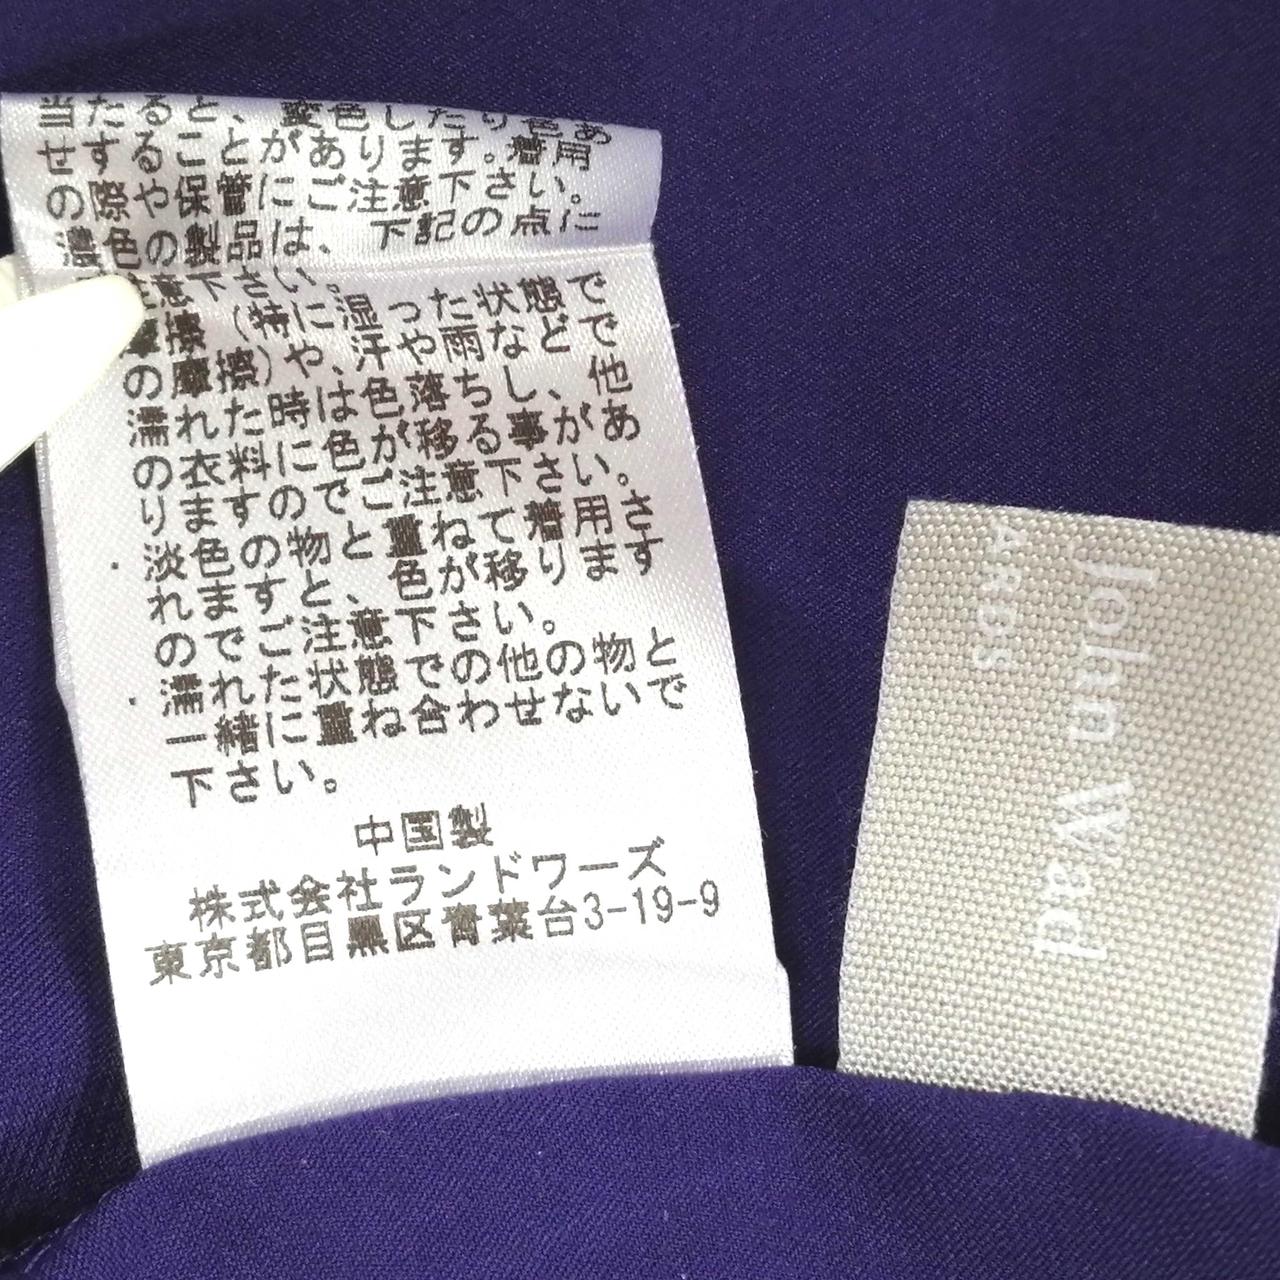 当たると、変色したり色あ
せすることがあります。着用
の際や保管にご注意下さい。
濃色の製品は、下記の点に
注意下さい。
摩擦（特に湿った状態で
の摩擦）や、汗や雨などで
濡れた時は色落ちし、他
の衣料に色が移る事があ
りますのでご注意下さい。
・淡色の物と重ねて着用さ
れますと、色が移ります
のでご注意下さい。
・濡れた状態での他の物と
一緒に重ね合わせないで
下さい。
中国製
株式会社ランドワーズ
東京都目黒区青葉台3-19-9
Johan Wad
ARDS